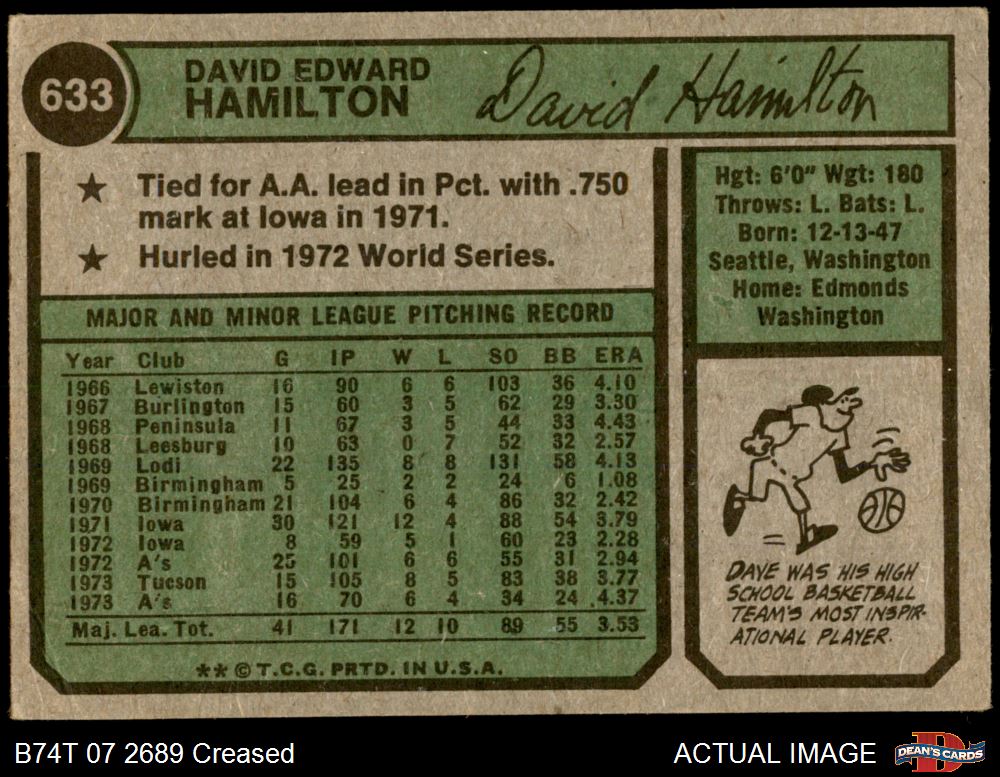 633
DAVID EDWARD
HAMILTON
David Hamilton
★ Tied for A.A. lead in Pct. with .750
mark at Iowa in 1971.
★ Hurled in 1972 World Series.
Hgt: 6'0" Wgt: 180
Throws: L. Bats: L.
Born: 12-13-47
Seattle, Washington
Home: Edmonds
Washington
MAJOR AND MINOR LEAGUE PITCHING RECORD
Year Club G IP W L SO BB ERA
1966 Lewiston 16 90 6 6 103 36 4.10
1967 Burlington 15 60 3 5 62 29 3.30
1968 Peninsula 11 67 3 5 44 33 4.43
1968 Leesburg 10 63 0 7 52 32 2.57
1969 Lodi 22 135 8 8 131 58 4.13
1969 Birmingham 5 25 2 2 24 6 1.08
1970 Birmingham 21 104 6 4 86 32 2.42
1971 Iowa 30 121 12 4 88 54 3.79
1972 Iowa 8 59 5 1 60 23 2.28
1972 A's 25 101 6 6 55 31 2.94
1973 Tucson 15 105 8 5 83 38 3.77
1973 A's 16 70 6 4 34 24 4.37
Maj. Lea. Tot. 41 171 12 10 89 55 3.53
** © T.C.G. PRTD. IN U.S.A.
DAVE WAS HIS HIGH
SCHOOL BASKETBALL
TEAM'S MOST INSPIR-
ATIONAL PLAYER.
B74T 07 2689 Creased
ACTUAL IMAGE
DEAN'S CARDS